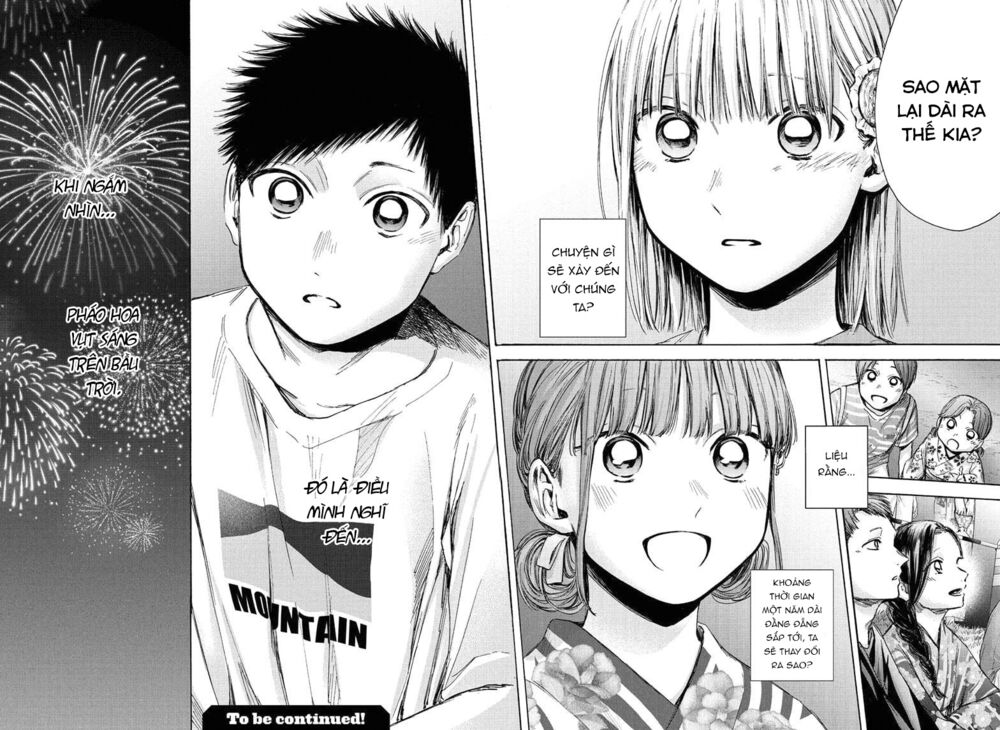 SAO MẶT
LẠI DÀI RA
THẾ KIA?
CHUYỆN GÌ
SẼ XẢY ĐẾN
VỚI CHÚNG
TA?
LIỆU
RẰNG...
KHOẢNG
THỜI GIAN
MỘT NĂM DÀI
ĐẰNG ĐẴNG
SẮP TỚI, TA
SẼ THAY ĐỔI
RA SAO?
ĐÓ LÀ ĐIỀU
MÌNH NGHĨ
ĐẾN...
MOUNTAIN
KHI NGẮM
NHÌN...
PHÁO HOA
VỤT SÁNG
TRÊN BẦU
TRỜI.
To be continued!